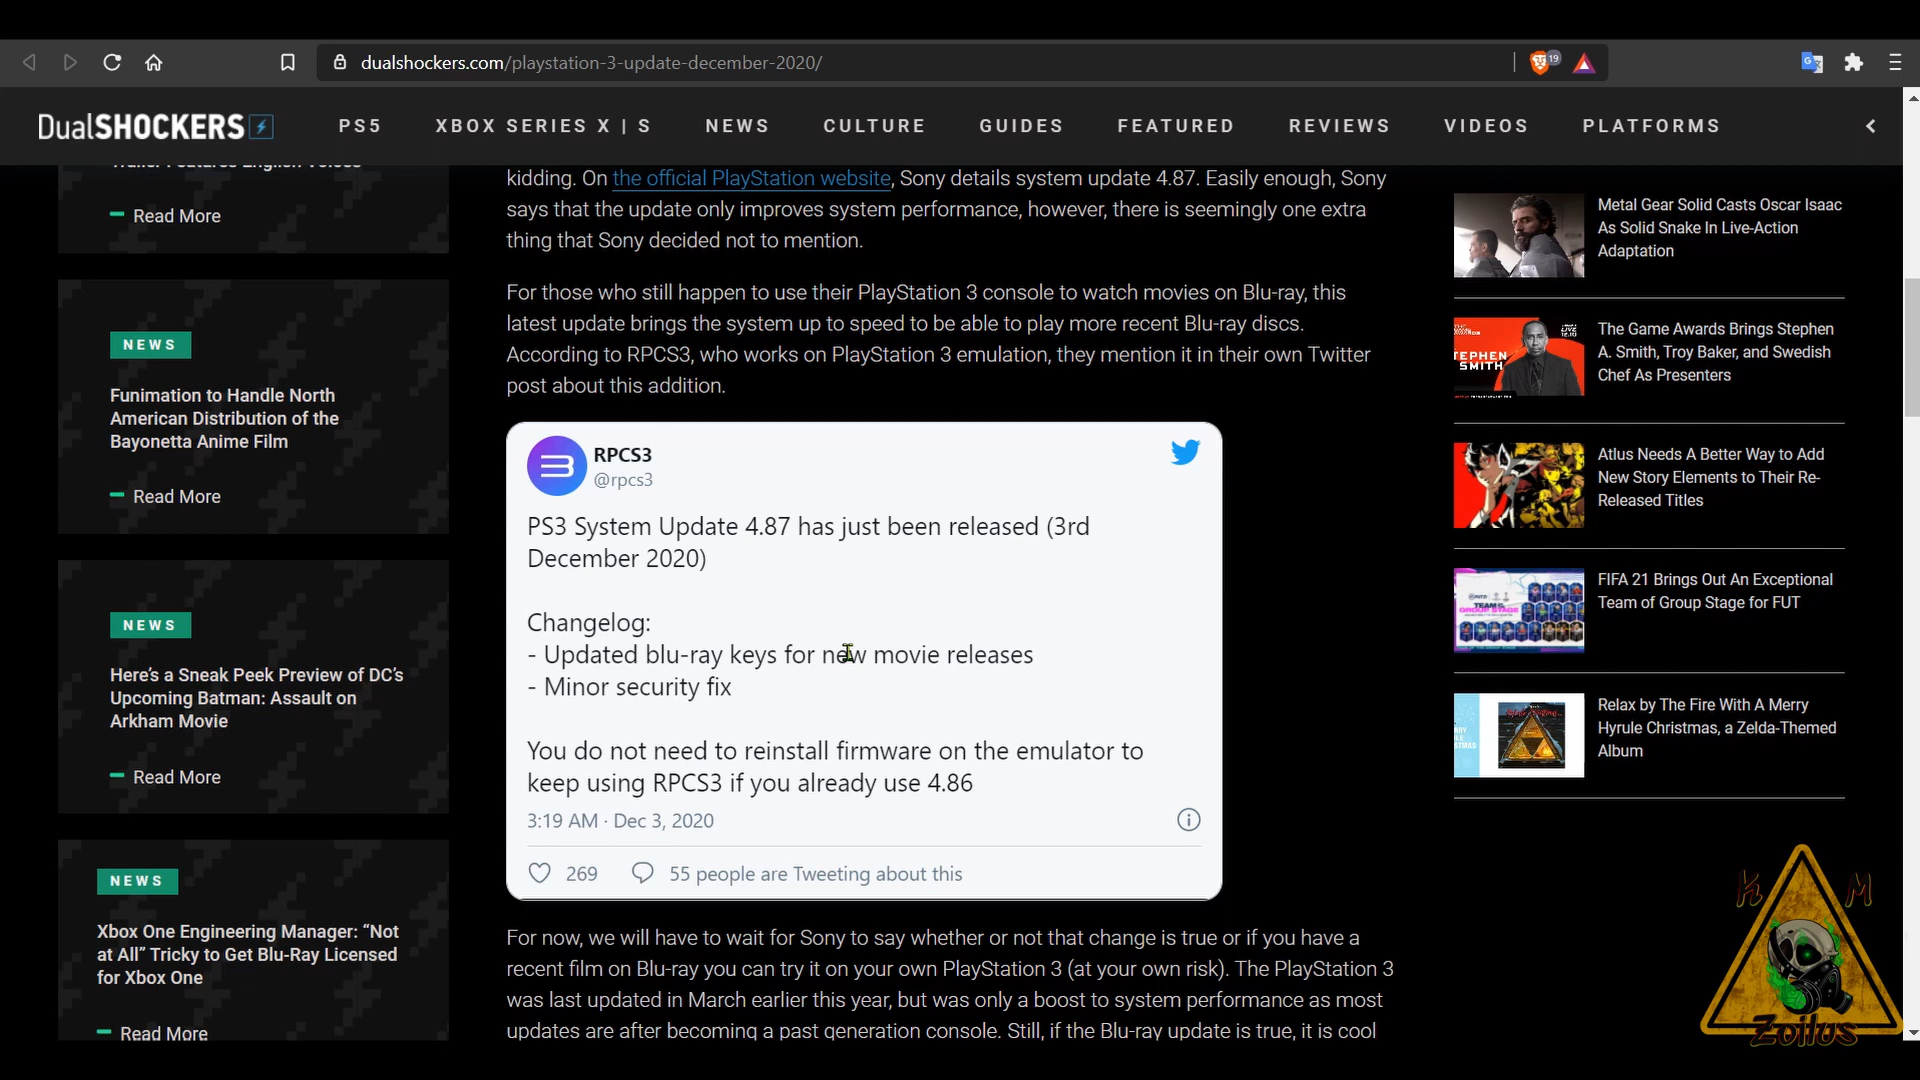 dualshockers.com/playstation-3-update-december-2020/
19
DualSHOCKERS
PS5
XBOX SERIES X | S
NEWS
CULTURE
GUIDES
FEATURED
REVIEWS
VIDEOS
PLATFORMS
Trailer Features English Voices
Read More
NEWS
Funimation to Handle North
American Distribution of the
Bayonetta Anime Film
Read More
NEWS
Here’s a Sneak Peek Preview of DC’s
Upcoming Batman: Assault on
Arkham Movie
Read More
NEWS
Xbox One Engineering Manager: “Not
at All” Tricky to Get Blu-Ray Licensed
for Xbox One
Read More
kidding. On the official PlayStation website, Sony details system update 4.87. Easily enough, Sony
says that the update only improves system performance, however, there is seemingly one extra
thing that Sony decided not to mention.
For those who still happen to use their PlayStation 3 console to watch movies on Blu-ray, this
latest update brings the system up to speed to be able to play more recent Blu-ray discs.
According to RPCS3, who works on PlayStation 3 emulation, they mention it in their own Twitter
post about this addition.
RPCS3
@rpcs3
PS3 System Update 4.87 has just been released (3rd
December 2020)
Changelog:
- Updated blu-ray keys for new movie releases
- Minor security fix
You do not need to reinstall firmware on the emulator to
keep using RPCS3 if you already use 4.86
3:19 AM · Dec 3, 2020
269
55 people are Tweeting about this
For now, we will have to wait for Sony to say whether or not that change is true or if you have a
recent film on Blu-ray you can try it on your own PlayStation 3 (at your own risk). The PlayStation 3
was last updated in March earlier this year, but was only a boost to system performance as most
updates are after becoming a past generation console. Still, if the Blu-ray update is true, it is cool
Metal Gear Solid Casts Oscar Isaac
As Solid Snake In Live-Action
Adaptation
STEPHEN
SMITH
The Game Awards Brings Stephen
A. Smith, Troy Baker, and Swedish
Chef As Presenters
Atlus Needs A Better Way to Add
New Story Elements to Their Re-
Released Titles
TEAM of the
GROUP STAGE
FIFA 21 Brings Out An Exceptional
Team of Group Stage for FUT
Relax by The Fire With A Merry
Hyrule Christmas, a Zelda-Themed
Album
K M
Zoilus